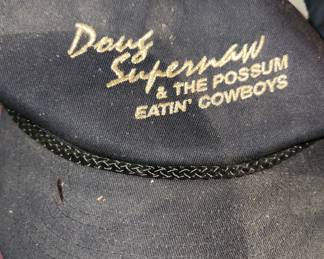 Doug
Supernaw
& THE POSSUM
EATIN' COWBOYS